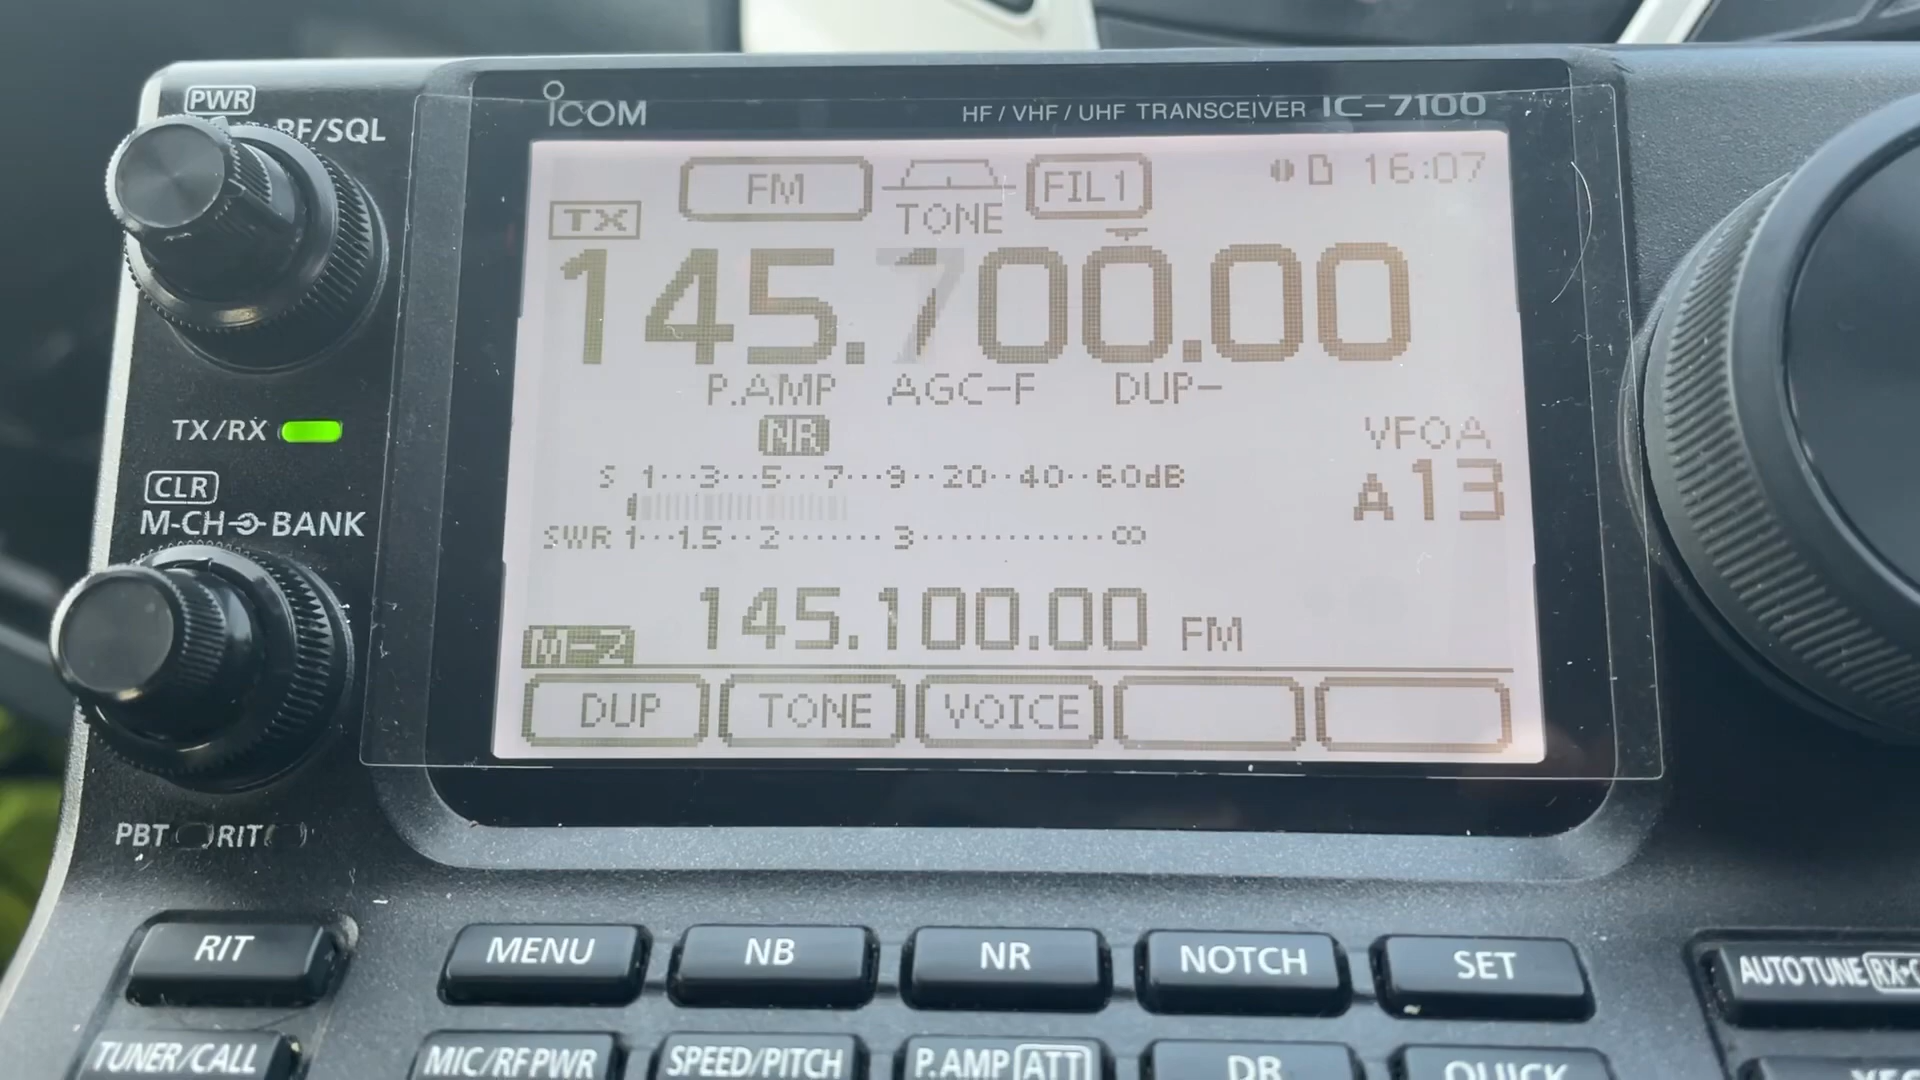 PWR
RF/SQL
ICOM
HF/VHF/UHF TRANSCEIVER IC-7100
FM
TONE
FIL1
16:07
TX
145.700.00
P.AMP AGC-F DUP-
NR
TX/RX
VFOA
A13
S 1···3···5···7···9··20··40··60dB
SWR 1···1.5··2·······3············∞
CLR
M-CH BANK
145.100.00 FM
M-2
DUP TONE VOICE
PBT RIT
RIT MENU NB NR NOTCH SET AUTOTUNE
TUNER/CALL MIC/RF PWR SPEED/PITCH P.AMP ATT DR QUICK